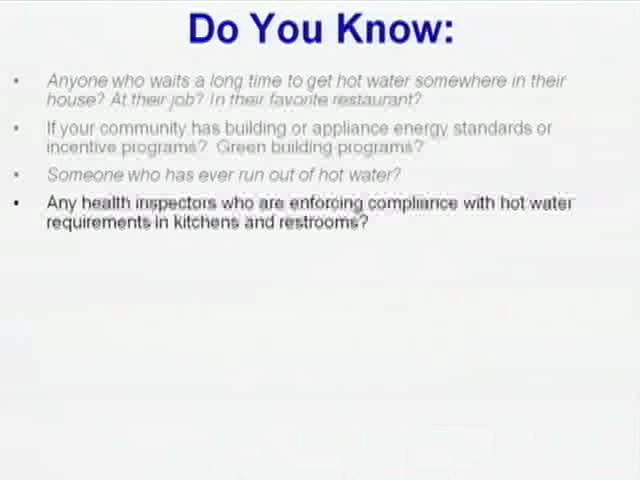 Do You Know:
• Anyone who waits a long time to get hot water somewhere in their
house? At their job? In their favorite restaurant?
• If your community has building or appliance energy standards or
incentive programs? Green building programs?
• Someone who has ever run out of hot water?
• Any health inspectors who are enforcing compliance with hot water
requirements in kitchens and restrooms?